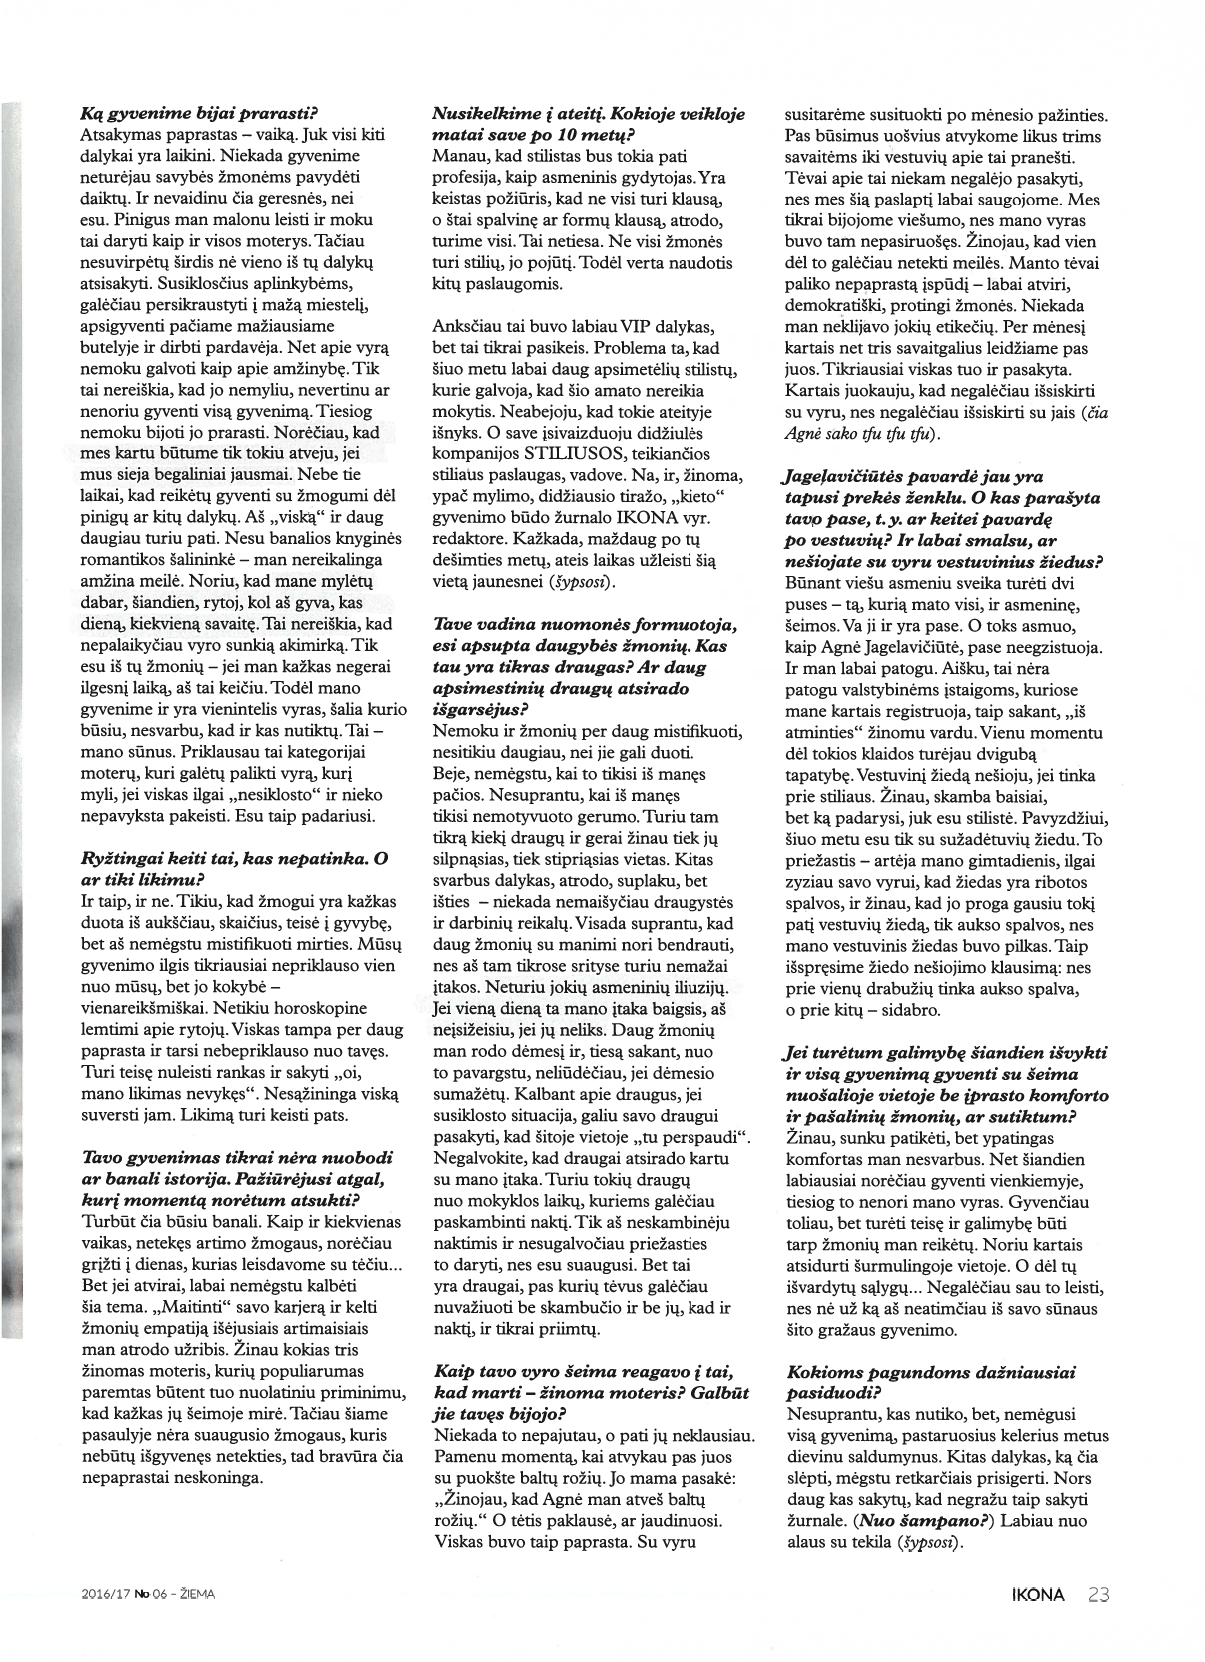 Ką gyvenime bijai prarasti?
Atsakymas paprastas – vaiką. Juk visi kiti
dalykai yra laikini. Niekada gyvenime
neturėjau savybės žmonėms pavydėti
daiktų. Ir nevaidinu čia geresnės, nei
esu. Pinigus man malonu leisti ir moku
tai daryti kaip ir visos moterys. Tačiau
nesuvirpėtų širdis nė vieno iš tų dalykų
atsisakyti. Susiklosčius aplinkybėms,
galėčiau persikraustyti į mažą miestelį,
apsigyventi pačiame mažiausiame
butelyje ir dirbti pardavėja. Net apie vyrą
nemoku galvoti kaip apie amžinybę. Tik
tai nereiškia, kad jo nemyliu, nevertinu ar
nenoriu gyventi visą gyvenimą. Tiesiog
nemoku bijoti jo prarasti. Norėčiau, kad
mes kartu būtume tik tokiu atveju, jei
mus sieja begaliniai jausmai. Nebe tie
laikai, kad reikėtų gyventi su žmogumi dėl
pinigų ar kitų dalykų. Aš „viską“ ir daug
daugiau turiu pati. Nesu banalios knyginės
romantikos šalininkė – man nereikalinga
amžina meilė. Noriu, kad mane mylėtų
dabar, šiandien, rytoj, kol aš gyva, kas
dieną, kiekvieną savaitę. Tai nereiškia, kad
nepalaikyčiau vyro sunkią akimirką. Tik
esu iš tų žmonių – jei man kažkas negerai
ilgesnį laiką, aš tai keičiu. Todėl mano
gyvenime ir yra vienintelis vyras, šalia kurio
būsiu, nesvarbu, kad ir kas nutiktų. Tai –
mano sūnus. Priklausau tai kategorijai
moterų, kuri galėtų palikti vyrą, kurį
myli, jei viskas ilgai „nesiklosto“ ir nieko
nepavyksta pakeisti. Esu taip padariusi.
Ryžtingai keiti tai, kas nepatinka. O
ar tiki likimu?
Ir taip, ir ne. Tikiu, kad žmogui yra kažkas
duota iš aukščiau, skaičius, teisė į gyvybę,
bet aš nemėgstu mistifikuoti mirties. Mūsų
gyvenimo ilgis tikriausiai nepriklauso vien
nuo mūsų, bet jo kokybė –
vienareikšmiškai. Netikiu horoskopine
lemtimi apie rytojų. Viskas tampa per daug
paprasta ir tarsi nebepriklauso nuo tavęs.
Turi teisę nuleisti rankas ir sakyti „oi,
mano likimas nevykęs“. Nesąžininga viską
suversti jam. Likimą turi keisti pats.
Tavo gyvenimas tikrai nėra nuobodi
ar banali istorija. Pažiūrėjusi atgal,
kurį momentą norėtum atsukti?
Turbūt čia būsiu banali. Kaip ir kiekvienas
vaikas, netekęs artimo žmogaus, norėčiau
grįžti į dienas, kurias leisdavome su tėčiu...
Bet jei atvirai, labai nemėgstu kalbėti
šia tema. „Maitinti“ savo karjerą ir kelti
žmonių empatiją išėjusiais artimaisiais
man atrodo užribis. Žinau kokias tris
žinomas moteris, kurių populiarumas
paremtas būtent tuo nuolatiniu priminimu,
kad kažkas jų šeimoje mirė. Tačiau šiame
pasaulyje nėra suaugusio žmogaus, kuris
nebūtų išgyvenęs netekties, tad bravūra čia
nepaprastai neskoninga.
Nusikelkime į ateitį. Kokioje veikloje
matai save po 10 metų?
Manau, kad stilistas bus tokia pati
profesija, kaip asmeninis gydytojas. Yra
keistas požiūris, kad ne visi turi klausą,
o štai spalvinę ar formų klausą, atrodo,
turime visi. Tai netiesa. Ne visi žmonės
turi stilių, jo pojūtį. Todėl verta naudotis
kitų paslaugomis.
Anksčiau tai buvo labiau VIP dalykas,
bet tai tikrai pasikeis. Problema ta, kad
šiuo metu labai daug apsimetėlių stilistų,
kurie galvoja, kad šio amato nereikia
mokytis. Neabejoju, kad tokie ateityje
išnyks. O save įsivaizduoju didžiulės
kompanijos STILIUSOS, teikiančios
stiliaus paslaugas, vadove. Na, ir, žinoma,
ypač mylimo, didžiausio tiražo, „kieto“
gyvenimo būdo žurnalo IKONA vyr.
redaktore. Kažkada, maždaug po tų
dešimties metų, ateis laikas užleisti šią
vietą jaunesnei (šypsosi).
Tave vadina nuomonės formuotoja,
esi apsupta daugybės žmonių. Kas
tau yra tikras draugas? Ar daug
apsimestinių draugų atsirado
išgarsėjus?
Nemoku ir žmonių per daug mistifikuoti,
nesitikiu daugiau, nei jie gali duoti.
Beje, nemėgstu, kai to tikisi iš manęs
pačios. Nesuprantu, kai iš manęs
tikisi nemotyvuoto gerumo. Turiu tam
tikrą kiekį draugų ir gerai žinau tiek jų
silpnąsias, tiek stipriąsias vietas. Kitas
svarbus dalykas, atrodo, suplaku, bet
išties – niekada nemaišyčiau draugystės
ir darbinių reikalų. Visada suprantu, kad
daug žmonių su manimi nori bendrauti,
nes aš tam tikrose srityse turiu nemažai
įtakos. Neturiu jokių asmeninių iliuzijų.
Jei vieną dieną ta mano įtaka baigsis, aš
neįsižeisiu, jei jų neliks. Daug žmonių
man rodo dėmesį ir, tiesą sakant, nuo
to pavargstu, neliūdėčiau, jei dėmesio
sumažėtų. Kalbant apie draugus, jei
susiklosto situacija, galiu savo draugui
pasakyti, kad šitoje vietoje „tu perspaudi“.
Negalvokite, kad draugai atsirado kartu
su mano įtaka. Turiu tokių draugų
nuo mokyklos laikų, kuriems galėčiau
paskambinti naktį. Tik aš neskambinėju
naktimis ir nesugalvočiau priežasties
to daryti, nes esu suaugusi. Bet tai
yra draugai, pas kurių tėvus galėčiau
nuvažiuoti be skambučio ir be jų, kad ir
naktį, ir tikrai priimtų.
Kaip tavo vyro šeima reagavo į tai,
kad marti – žinoma moteris? Galbūt
jie tavęs bijojo?
Niekada to nepajutau, o pati jų neklausiau.
Pamenu momentą, kai atvykau pas juos
su puokšte baltų rožių. Jo mama pasakė:
„Žinojau, kad Agnė man atveš baltų
rožių.“ O tėtis paklausė, ar jaudinuosi.
Viskas buvo taip paprasta. Su vyru
susitarėme susituokti po mėnesio pažinties.
Pas būsimus uošvius atvykome likus trims
savaitėms iki vestuvių apie tai pranešti.
Tėvai apie tai niekam negalėjo pasakyti,
nes mes šią paslaptį labai saugojome. Mes
tikrai bijojome viešumo, nes mano vyras
buvo tam nepasiruošęs. Žinojau, kad vien
dėl to galėčiau netekti meilės. Manto tėvai
paliko nepaprastą įspūdį – labai atviri,
demokratiški, protingi žmonės. Niekada
man neklijavo jokių etikečių. Per mėnesį
kartais net tris savaitgalius leidžiame pas
juos. Tikriausiai viskas tuo ir pasakyta.
Kartais juokauju, kad negalėčiau išsiskirti
su vyru, nes negalėčiau išsiskirti su jais (čia
Agnė sako tfu tfu tfu).
Jagelavičiūtės pavardė jau yra
tapusi prekės ženklu. O kas parašyta
tavo pase, t. y. ar keitei pavardę
po vestuvių? Ir labai smalsu, ar
nešiojate su vyru vestuvinius žiedus?
Būnant viešu asmeniu sveika turėti dvi
puses – tą, kurią mato visi, ir asmeninę,
šeimos. Va ji ir yra pase. O toks asmuo,
kaip Agnė Jagelavičiūtė, pase neegzistuoja.
Ir man labai patogu. Aišku, tai nėra
patogu valstybinėms įstaigoms, kuriose
mane kartais registruoja, taip sakant, „iš
atminties“ žinomu vardu. Vienu momentu
dėl tokios klaidos turėjau dvigubą
tapatybę. Vestuvinį žiedą nešioju, jei tinka
prie stiliaus. Žinau, skamba baisiai,
bet ką padarysi, juk esu stilistė. Pavyzdžiui,
šiuo metu esu tik su sužadėtuvių žiedu. To
priežastis – artėja mano gimtadienis, ilgai
zyziau savo vyrui, kad žiedas yra ribotos
spalvos, ir žinau, kad jo proga gausiu tokį
patį vestuvių žiedą, tik aukso spalvos, nes
mano vestuvinis žiedas buvo pilkas. Taip
išspręsime žiedo nešiojimo klausimą: nes
prie vienų drabužių tinka aukso spalva,
o prie kitų – sidabro.
Jei turėtum galimybę šiandien išvykti
ir visą gyvenimą gyventi su šeima
nuošalioje vietoje be įprasto komforto
ir pašalinių žmonių, ar sutiktum?
Žinau, sunku patikėti, bet ypatingas
komfortas man nesvarbus. Net šiandien
labiausiai norėčiau gyventi vienkiemyje,
tiesiog to nenori mano vyras. Gyvenčiau
toliau, bet turėti teisę ir galimybę būti
tarp žmonių man reikėtų. Noriu kartais
atsidurti šurmulingoje vietoje. O dėl tų
išvardytų sąlygų... Negalėčiau sau to leisti,
nes nė už ką aš neatimčiau iš savo sūnaus
šito gražaus gyvenimo.
Kokioms pagundoms dažniausiai
pasiduodi?
Nesuprantu, kas nutiko, bet, nemėgusi
visą gyvenimą, pastaruosius kelerius metus
dievinu saldumynus. Kitas dalykas, ką čia
slėpti, mėgstu retkarčiais prisigerti. Nors
daug kas sakytų, kad negražu taip sakyti
žurnale. (Nuo šampano?) Labiau nuo
alaus su tekila (šypsosi).
2016/17 No 06 – ŽIEMA
IKONA 23